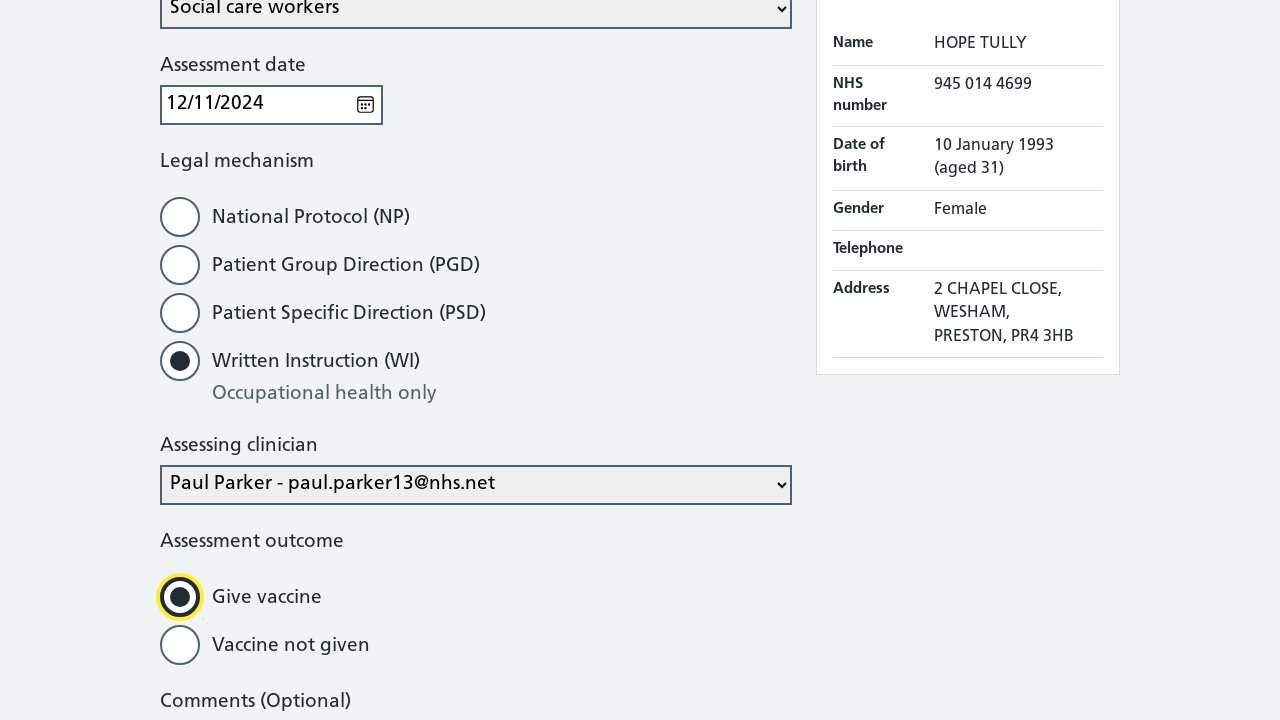 Social care workers
Assessment date
12/11/2024
Legal mechanism
National Protocol (NP)
Patient Group Direction (PGD)
Patient Specific Direction (PSD)
Written Instruction (WI)
Occupational health only
Assessing clinician
Paul Parker - paul.parker13@nhs.net
Assessment outcome
Give vaccine
Vaccine not given
Comments (Optional)
Name HOPE TULLY
NHS number 945 014 4699
Date of birth 10 January 1993 (aged 31)
Gender Female
Telephone
Address 2 CHAPEL CLOSE,
WESHAM,
PRESTON, PR4 3HB